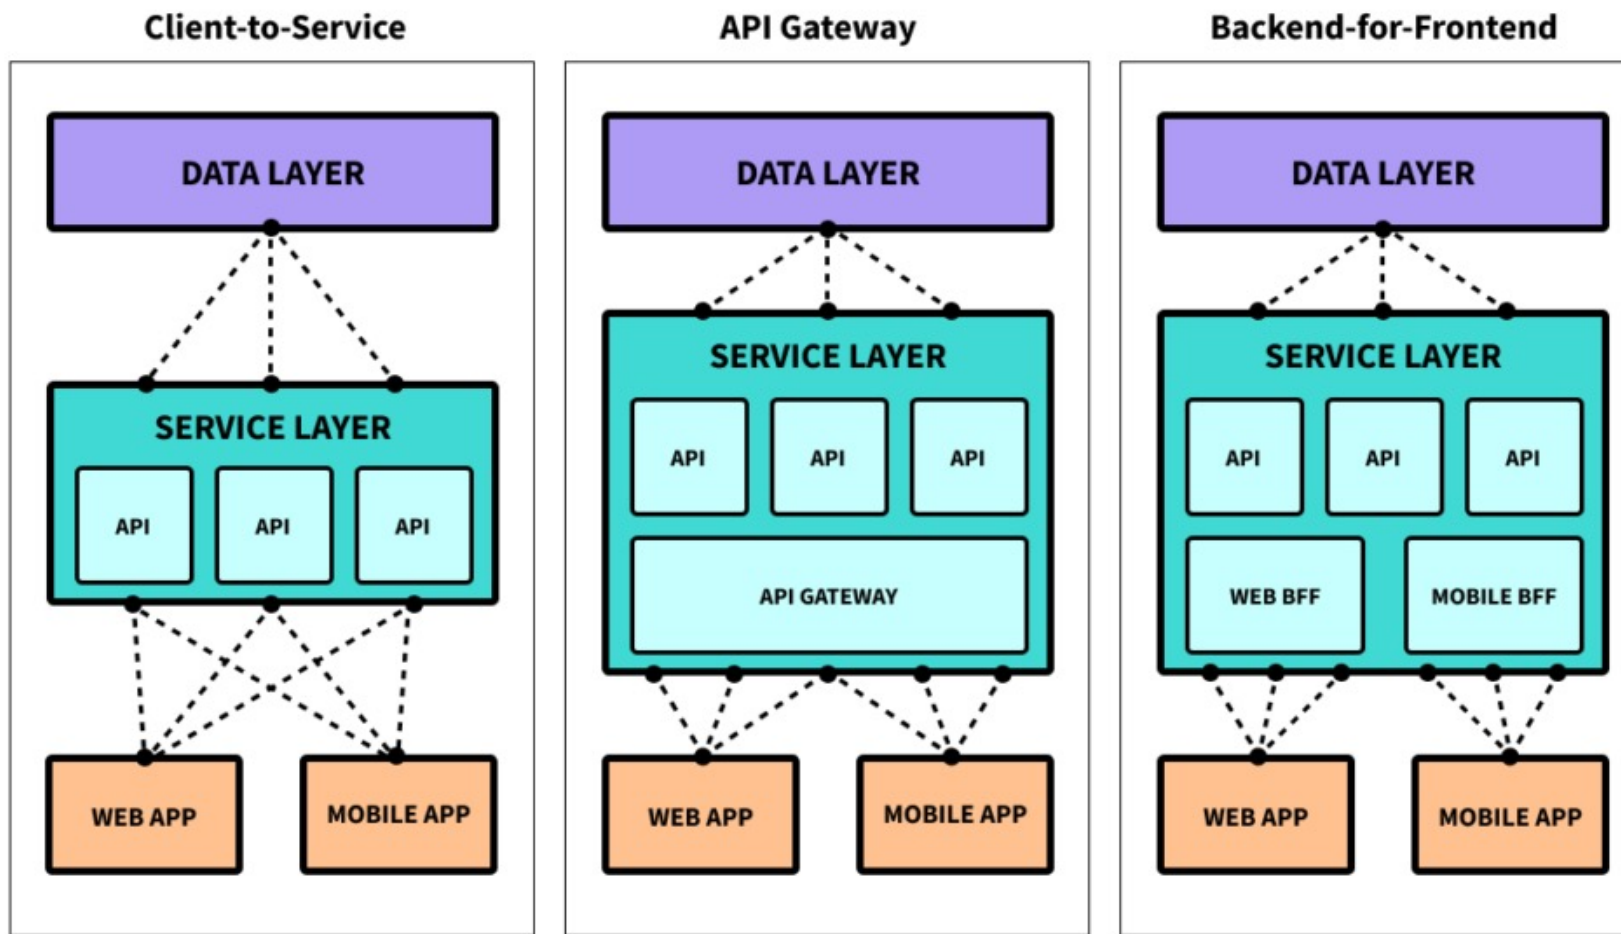 Client-to-Service
DATA LAYER
SERVICE LAYER
API
API
API
WEB APP
MOBILE APP
API Gateway
DATA LAYER
SERVICE LAYER
API
API
API
API GATEWAY
WEB APP
MOBILE APP
Backend-for-Frontend
DATA LAYER
SERVICE LAYER
API
API
API
WEB BFF
MOBILE BFF
WEB APP
MOBILE APP